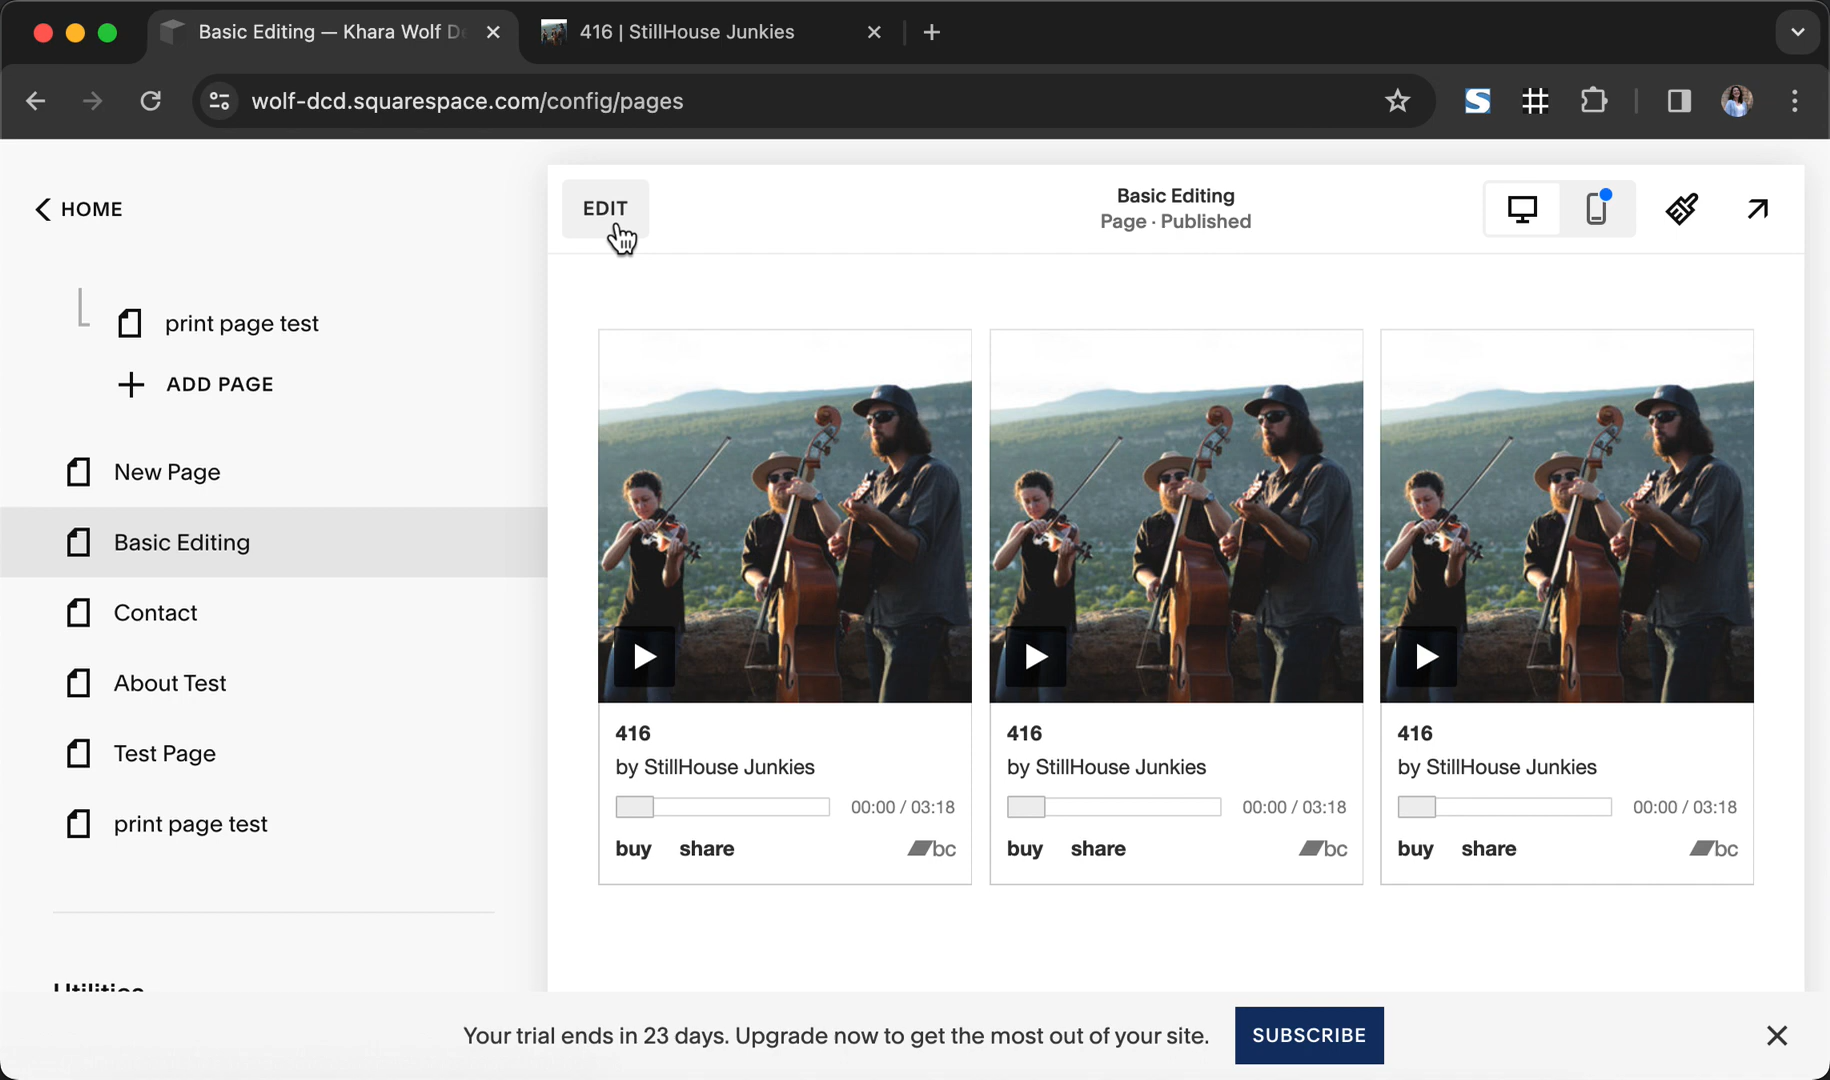 Basic Editing — Khara Wolf De
416 | StillHouse Junkies
wolf-dcd.squarespace.com/config/pages
HOME
EDIT
Basic Editing
Page · Published
print page test
ADD PAGE
New Page
Basic Editing
Contact
About Test
Test Page
print page test
Utilities
416
by StillHouse Junkies
00:00 / 03:18
buy share bc
416
by StillHouse Junkies
00:00 / 03:18
buy share bc
416
by StillHouse Junkies
00:00 / 03:18
buy share bc
Your trial ends in 23 days. Upgrade now to get the most out of your site.
SUBSCRIBE